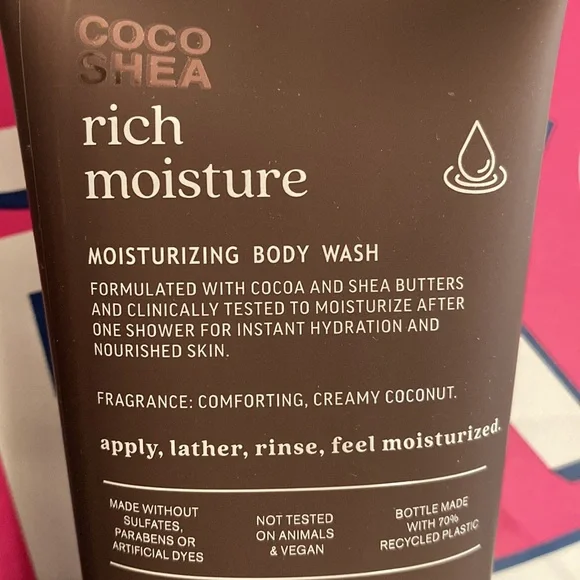 COCO
SHEA
rich
moisture
MOISTURIZING BODY WASH
FORMULATED WITH COCOA AND SHEA BUTTERS
AND CLINICALLY TESTED TO MOISTURIZE AFTER
ONE SHOWER FOR INSTANT HYDRATION AND
NOURISHED SKIN.
FRAGRANCE: COMFORTING, CREAMY COCONUT.
apply, lather, rinse, feel moisturized.
MADE WITHOUT
SULFATES,
PARABENS OR
ARTIFICIAL DYES
NOT TESTED
ON ANIMALS
& VEGAN
BOTTLE MADE
WITH 70%
RECYCLED PLASTIC